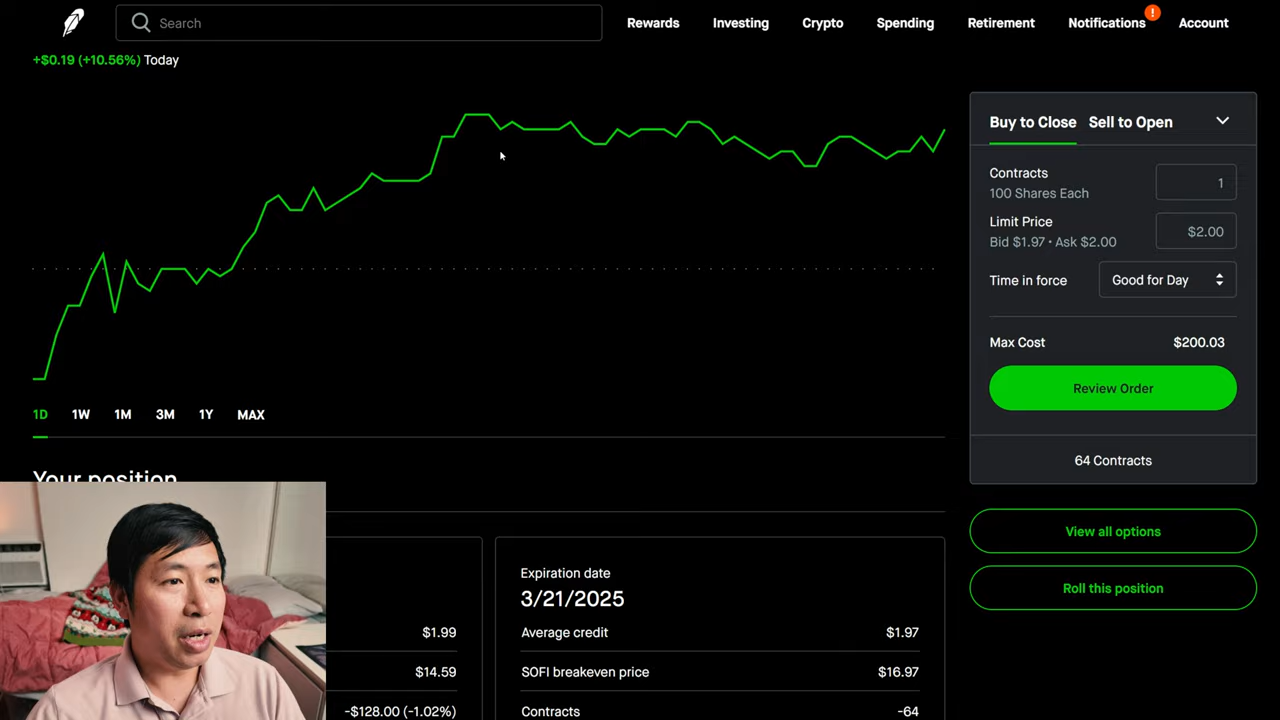 Search
Rewards
Investing
Crypto
Spending
Retirement
Notifications
!
Account
+$0.19 (+10.56%) Today
Buy to Close
Sell to Open
Contracts
100 Shares Each
1
Limit Price
Bid $1.97 · Ask $2.00
$2.00
Time in force
Good for Day
Max Cost
$200.03
Review Order
64 Contracts
View all options
Roll this position
1D
1W
1M
3M
1Y
MAX
Your position
$1.99
$14.59
-$128.00 (-1.02%)
Expiration date
3/21/2025
Average credit
$1.97
SOFI breakeven price
$16.97
Contracts
-64